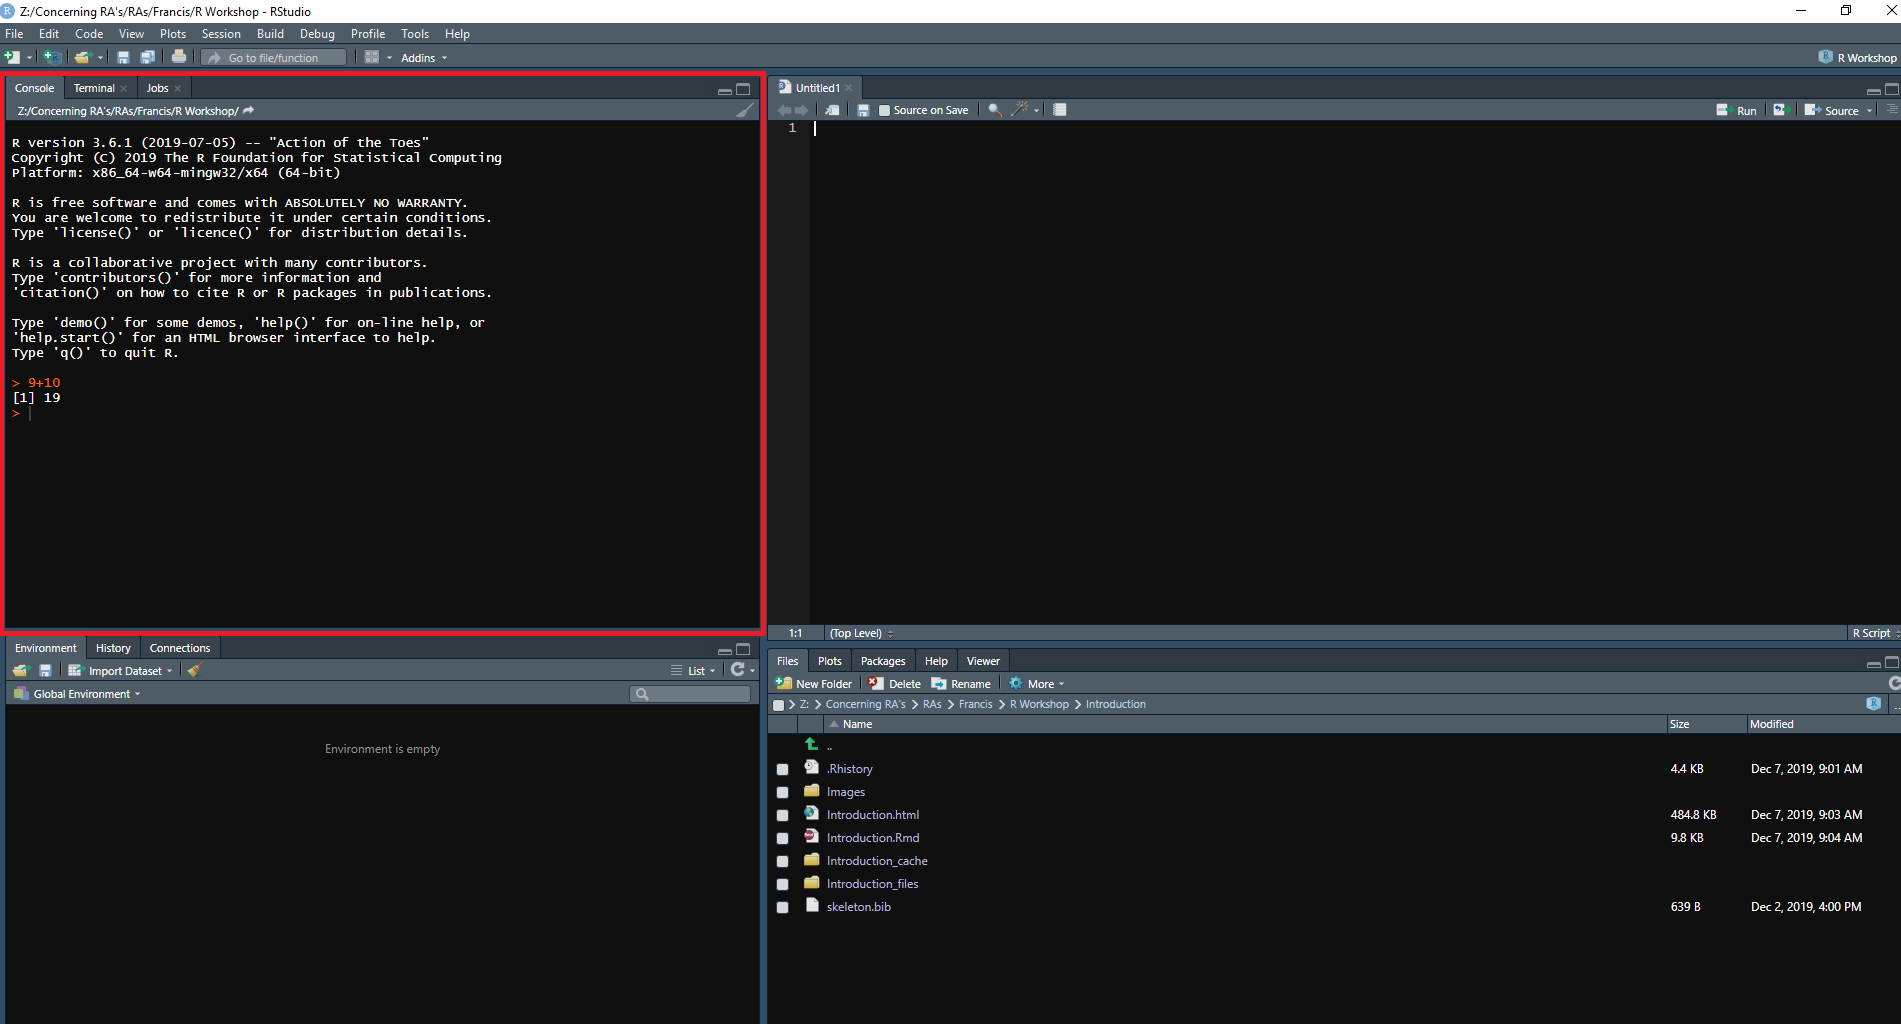 Z:/Concerning RA's/RAs/Francis/R Workshop - RStudio
File Edit Code View Plots Session Build Debug Profile Tools Help
Go to file/function Addins R Workshop
Console Terminal Jobs
Z:/Concerning RA's/RAs/Francis/R Workshop/
R version 3.6.1 (2019-07-05) -- "Action of the Toes"
Copyright (C) 2019 The R Foundation for Statistical Computing
Platform: x86_64-w64-mingw32/x64 (64-bit)
R is free software and comes with ABSOLUTELY NO WARRANTY.
You are welcome to redistribute it under certain conditions.
Type 'license()' or 'licence()' for distribution details.
R is a collaborative project with many contributors.
Type 'contributors()' for more information and
'citation()' on how to cite R or R packages in publications.
Type 'demo()' for some demos, 'help()' for on-line help, or
'help.start()' for an HTML browser interface to help.
Type 'q()' to quit R.
> 9+10
[1] 19
>
Untitled1
Source on Save Run Source
1
1:1 (Top Level) R Script
Environment History Connections
Import Dataset List
Global Environment
Environment is empty
Files Plots Packages Help Viewer
New Folder Delete Rename More
Z: > Concerning RA's > RAs > Francis > R Workshop > Introduction
Name Size Modified
..
.Rhistory 4.4 KB Dec 7, 2019, 9:01 AM
Images
Introduction.html 484.8 KB Dec 7, 2019, 9:03 AM
Introduction.Rmd 9.8 KB Dec 7, 2019, 9:04 AM
Introduction_cache
Introduction_files
skeleton.bib 639 B Dec 2, 2019, 4:00 PM